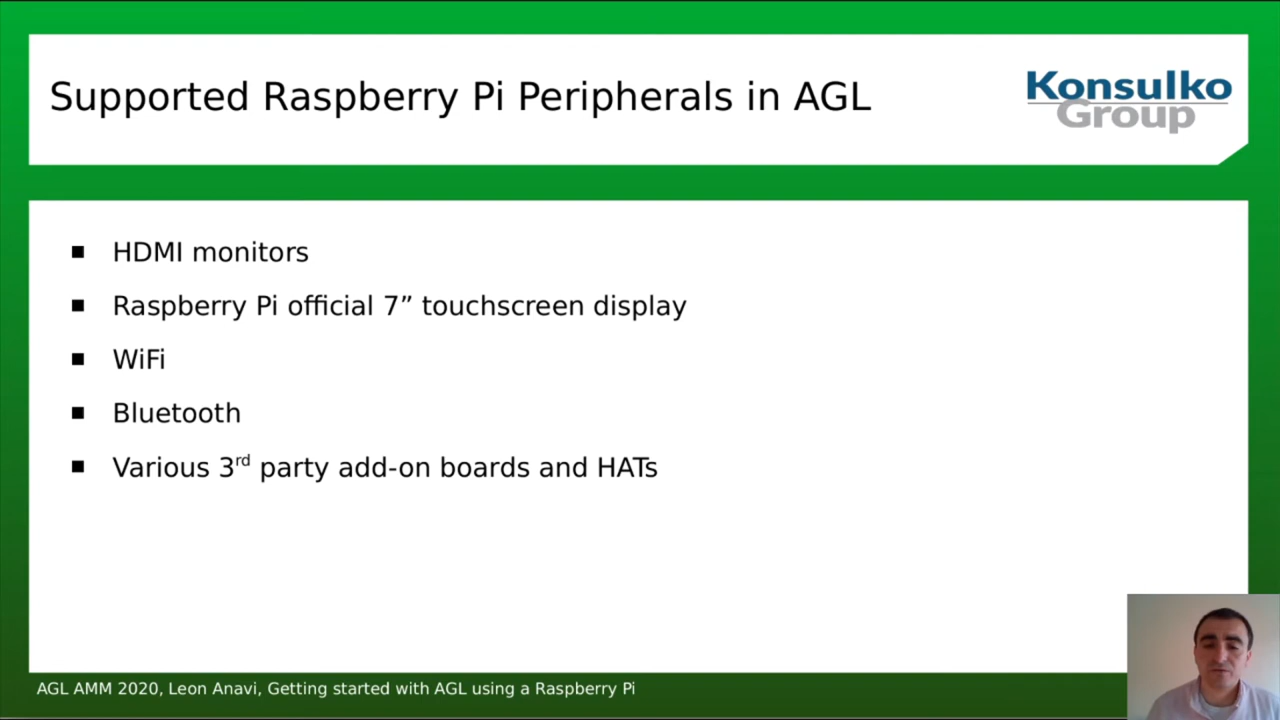 Supported Raspberry Pi Peripherals in AGL
Konsulko
Group
HDMI monitors
Raspberry Pi official 7” touchscreen display
WiFi
Bluetooth
Various 3rd party add-on boards and HATs
AGL AMM 2020, Leon Anavi, Getting started with AGL using a Raspberry Pi